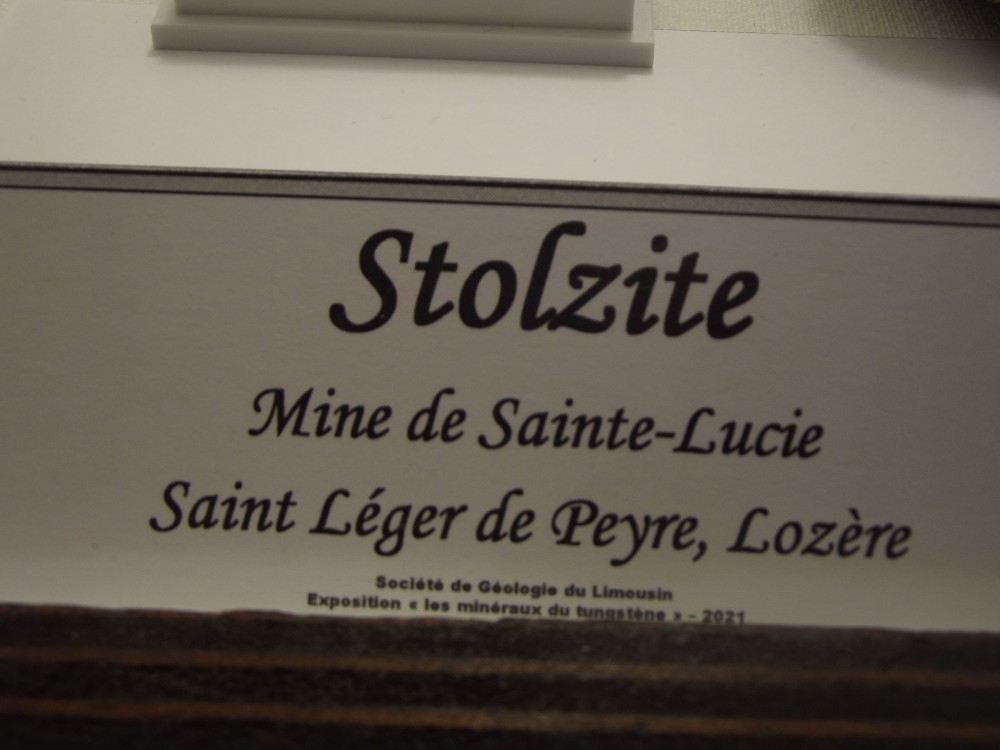 Stolzite
Mine de Sainte-Lucie
Saint Léger de Peyre, Lozère
Société de Géologie du Limousin
Exposition « les minéraux du tungstène » - 2021